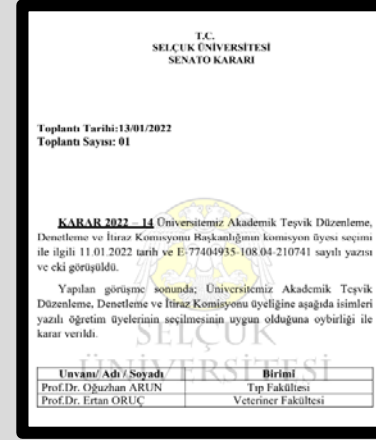 T.C.
SELÇUK ÜNİVERSİTESİ
SENATO KARARI
Toplantı Tarihi:13/01/2022
Toplantı Sayısı: 01
KARAR 2022 – 14 Üniversitemiz Akademik Teşvik Düzenleme,
Denetleme ve İtiraz Komisyonu Başkanlığının komisyon üyesi seçimi
ile ilgili 11.01.2022 tarih ve E-77404935-108.04-210741 sayılı yazısı
ve eki görüşüldü.
Yapılan görüşme sonunda; Üniversitemiz Akademik Teşvik
Düzenleme, Denetleme ve İtiraz Komisyonu üyeliğine aşağıda isimleri
yazılı öğretim üyelerinin seçilmesinin uygun olduğuna oybirliği ile
karar verildi.
SELÇUK
ÜNİVERSİTESİ
Unvanı/ Adı / Soyadı Birimi
Prof.Dr. Oğuzhan ARUN Tıp Fakültesi
Prof.Dr. Ertan ORUÇ Veteriner Fakültesi